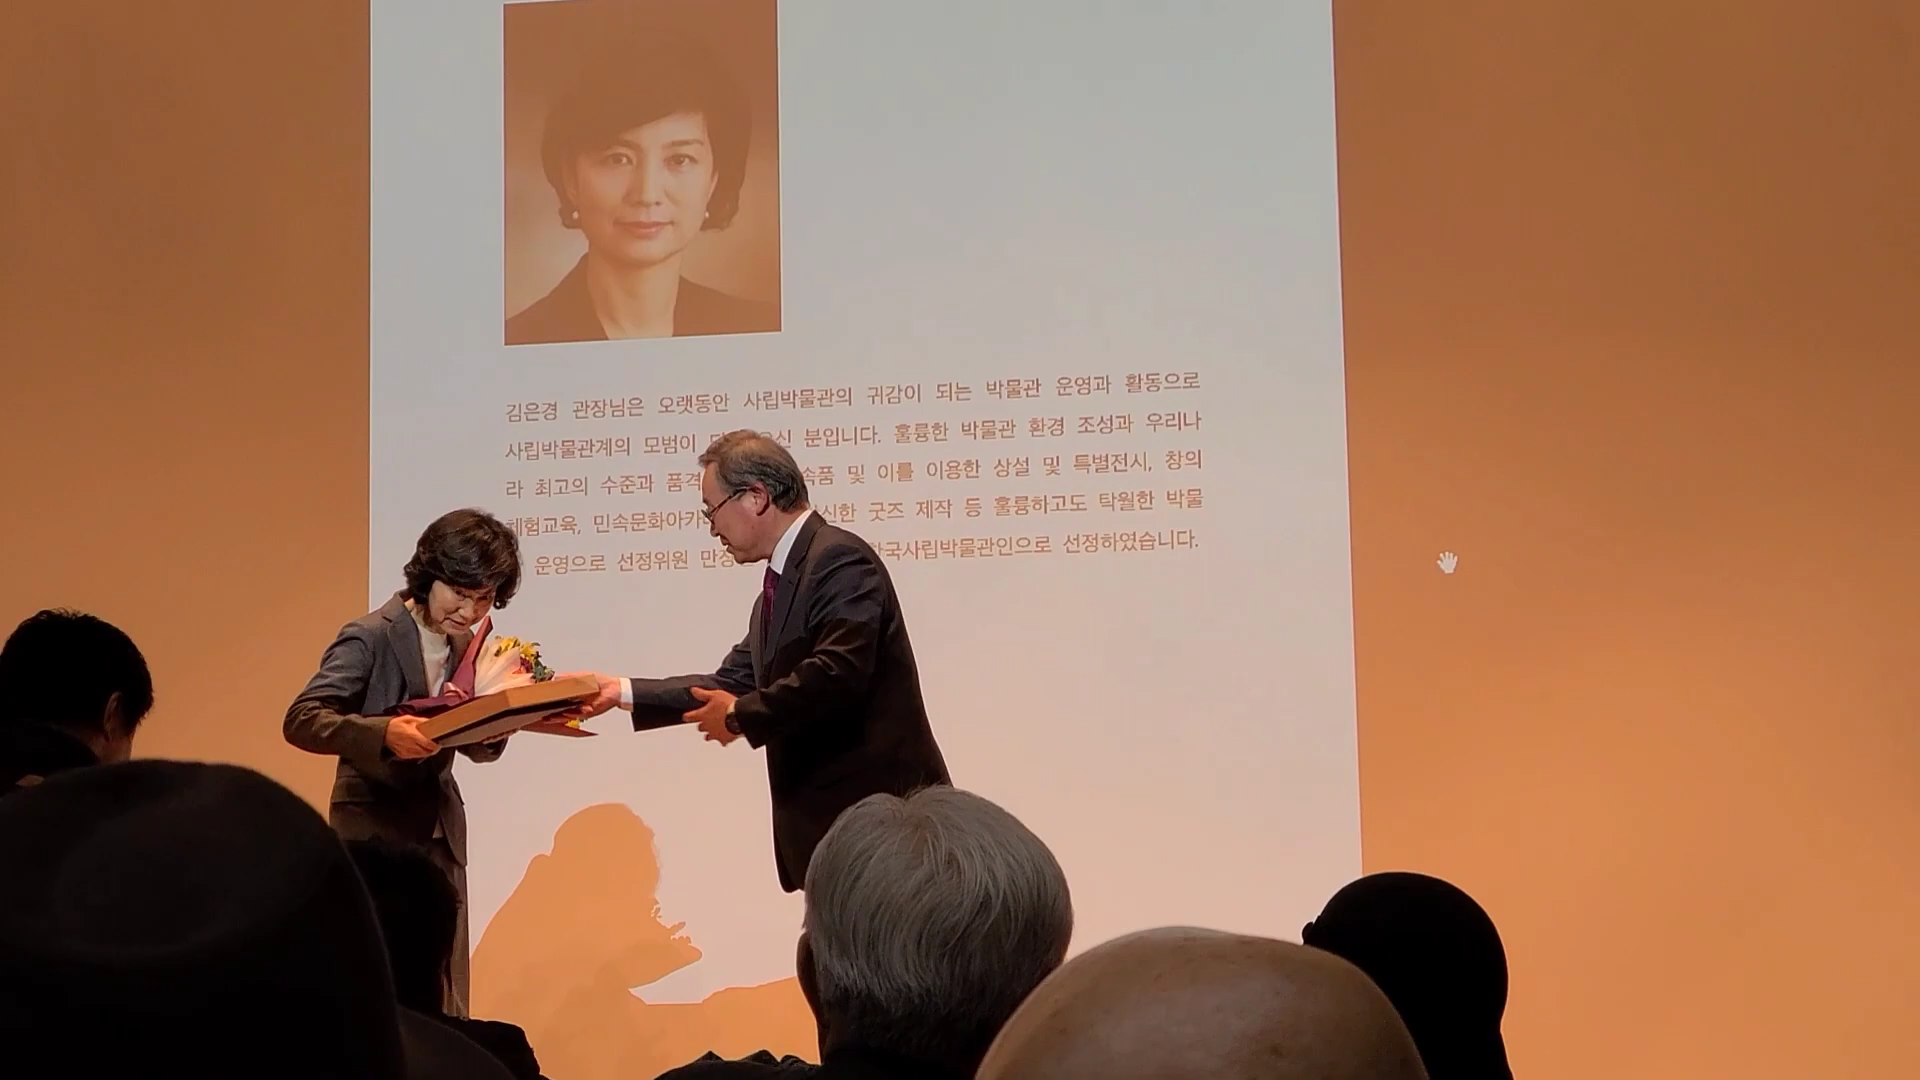 김은경 관장님은 오랫동안 사립박물관의 귀감이 되는 박물관 운영과 활동으로
사립박물관계의 모범이 분입니다. 훌륭한 박물관 환경 조성과 우리나
라 최고의 수준과 품격 속품 및 이를 이용한 상설 및 특별전시, 창의
체험교육, 민속문화아카 신한 굿즈 제작 등 훌륭하고도 탁월한 박물
운영으로 선정위원 만장 한국사립박물관인으로 선정하였습니다.